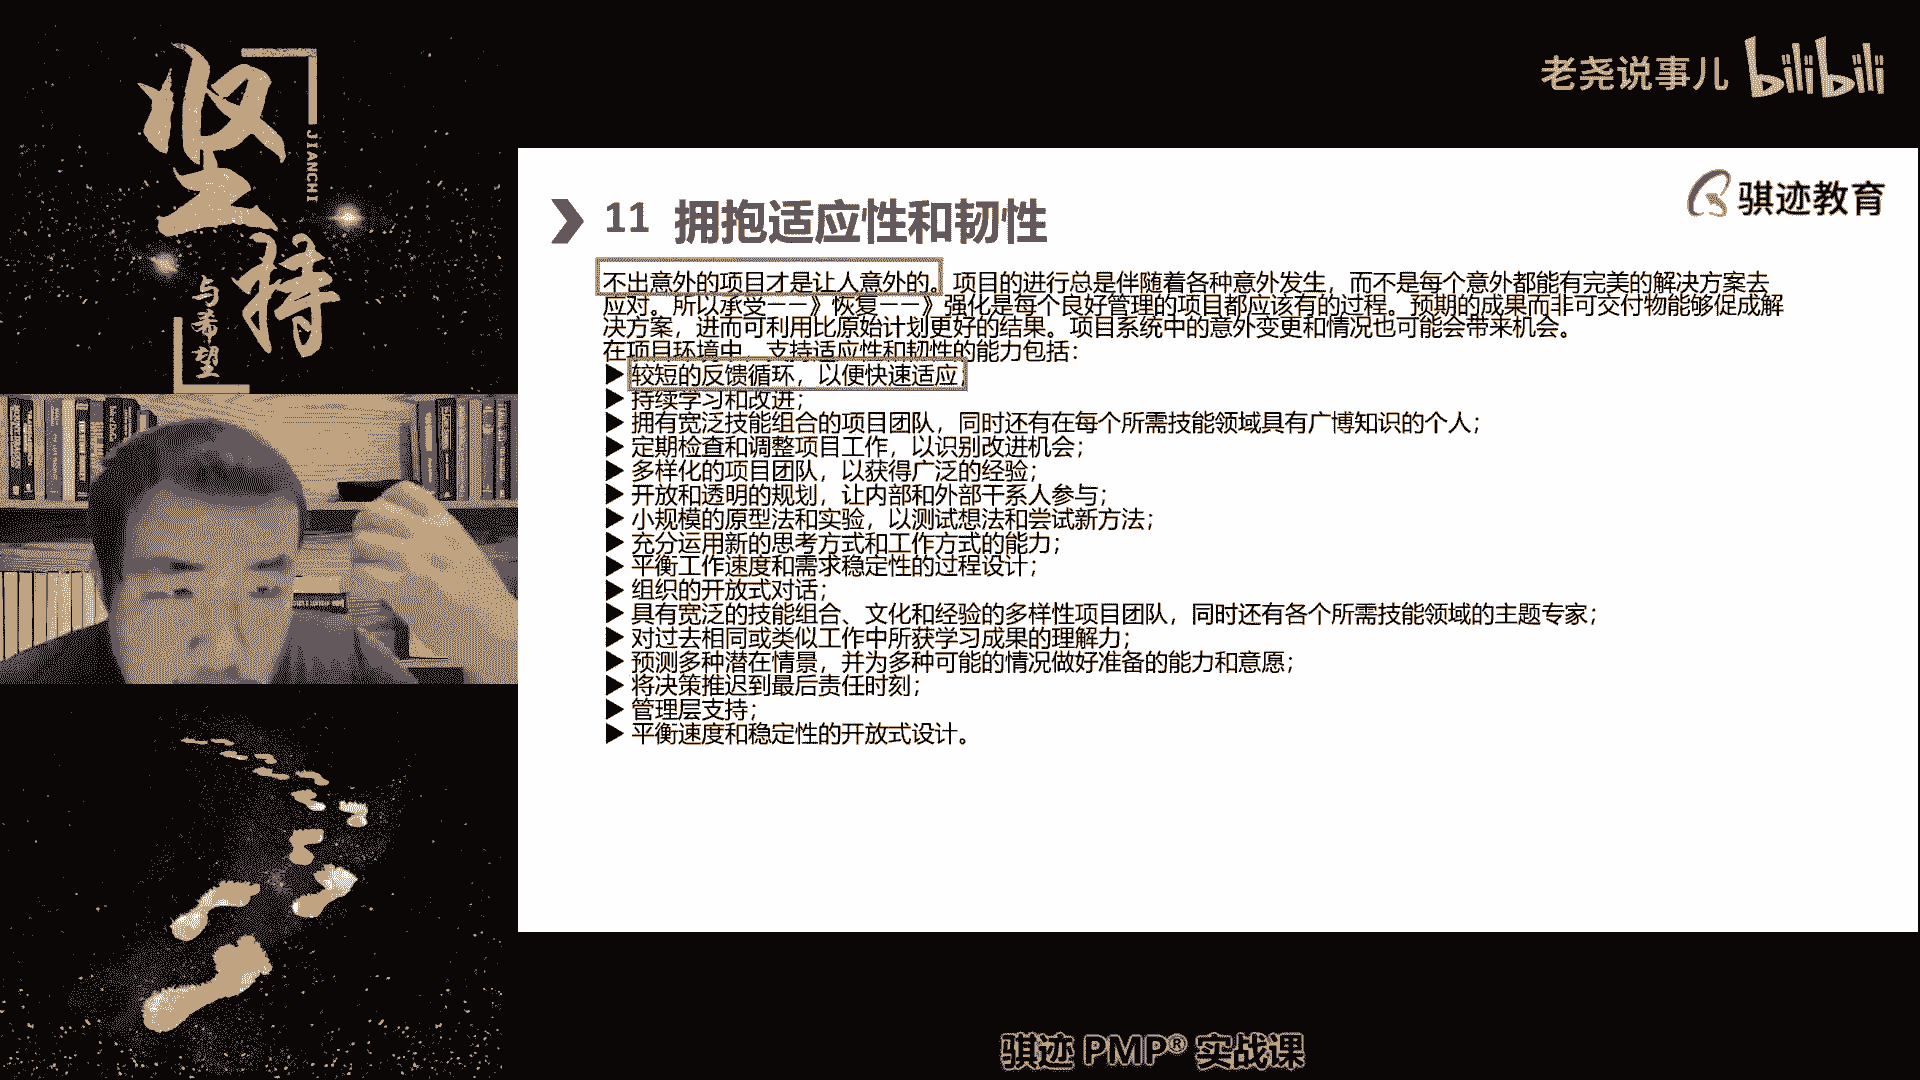 坚持
JIANCHI
与希望
老尧说事儿 bilibili
骐迹教育
11 拥抱适应性和韧性
不出意外的项目才是让人意外的。项目的进行总是伴随着各种意外发生，而不是每个意外都能有完美的解决方案去
应对。所以承受——》恢复——》强化是每个良好管理的项目都应该有的过程。预期的成果而非可交付物能够促成解
决方案，进而可利用比原始计划更好的结果。项目系统中的意外变更和情况也可能会带来机会。
在项目环境中，支持适应性和韧性的能力包括：
▶ 较短的反馈循环，以便快速适应；
▶ 持续学习和改进；
▶ 拥有宽泛技能组合的项目团队，同时还有在每个所需技能领域具有广博知识的个人；
▶ 定期检查和调整项目工作，以识别改进机会；
▶ 多样化的项目团队，以获得广泛的经验；
▶ 开放和透明的规划，让内部和外部干系人参与；
▶ 小规模的原型法和实验，以测试想法和尝试新方法；
▶ 充分运用新的思考方式和工作方式的能力；
▶ 平衡工作速度和需求稳定性的过程设计；
▶ 组织的开放式对话；
▶ 具有宽泛的技能组合、文化和经验的多样性项目团队，同时还有各个所需技能领域的主题专家；
▶ 对过去相同或类似工作中所获学习成果的理解力；
▶ 预测多种潜在情景，并为多种可能的情况做好准备的能力和意愿；
▶ 将决策推迟到最后责任时刻；
▶ 管理层支持；
▶ 平衡速度和稳定性的开放式设计。
骐迹 PMP® 实战课